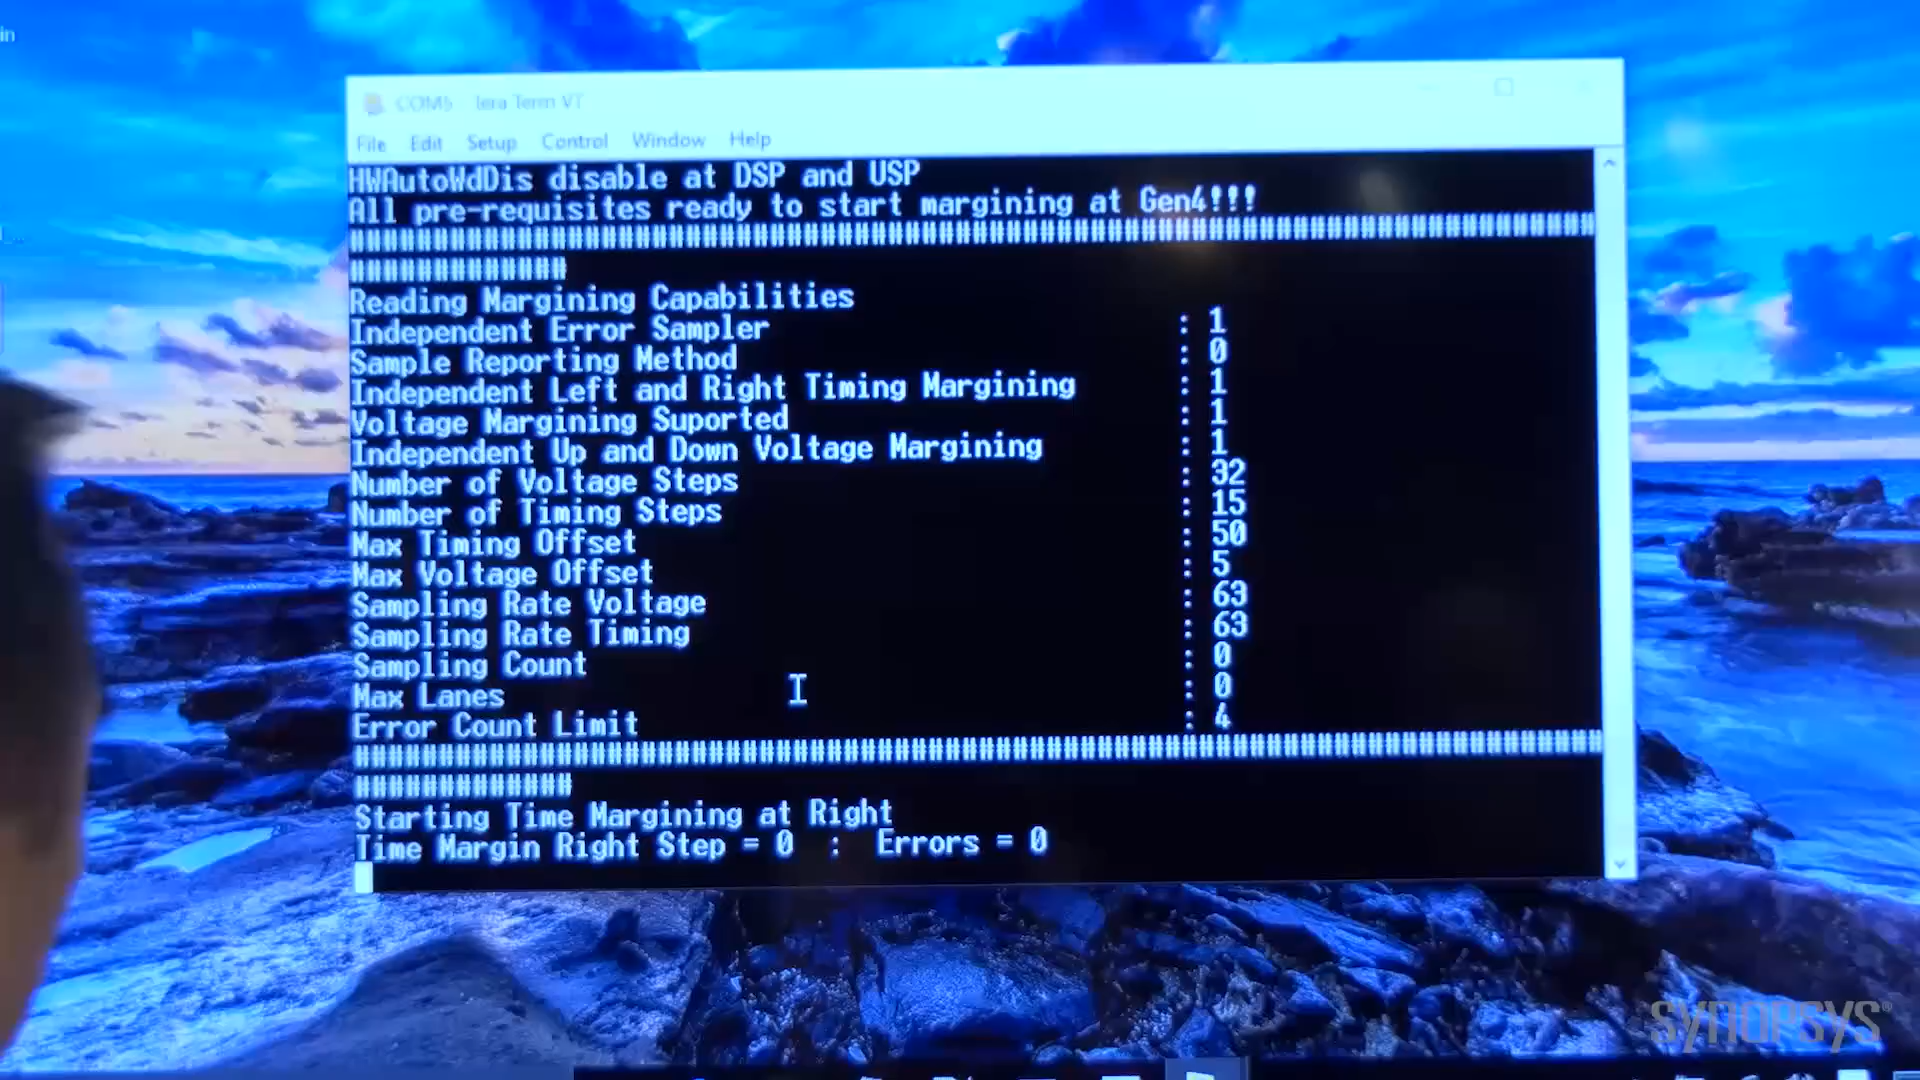 in
COM5 Tera Term VT
File Edit Setup Control Window Help
HWAutoWdDis disable at DSP and USP
All pre-requisites ready to start margining at Gen4!!!
##########################################################################
#############
Reading Margining Capabilities
Independent Error Sampler : 1
Sample Reporting Method : 0
Independent Left and Right Timing Margining : 1
Voltage Margining Suported : 1
Independent Up and Down Voltage Margining : 1
Number of Voltage Steps : 32
Number of Timing Steps : 15
Max Timing Offset : 50
Max Voltage Offset : 5
Sampling Rate Voltage : 63
Sampling Rate Timing : 63
Sampling Count : 0
Max Lanes : 0
Error Count Limit : 4
##########################################################################
#############
Starting Time Margining at Right
Time Margin Right Step = 0 : Errors = 0
SYNOPSYS®